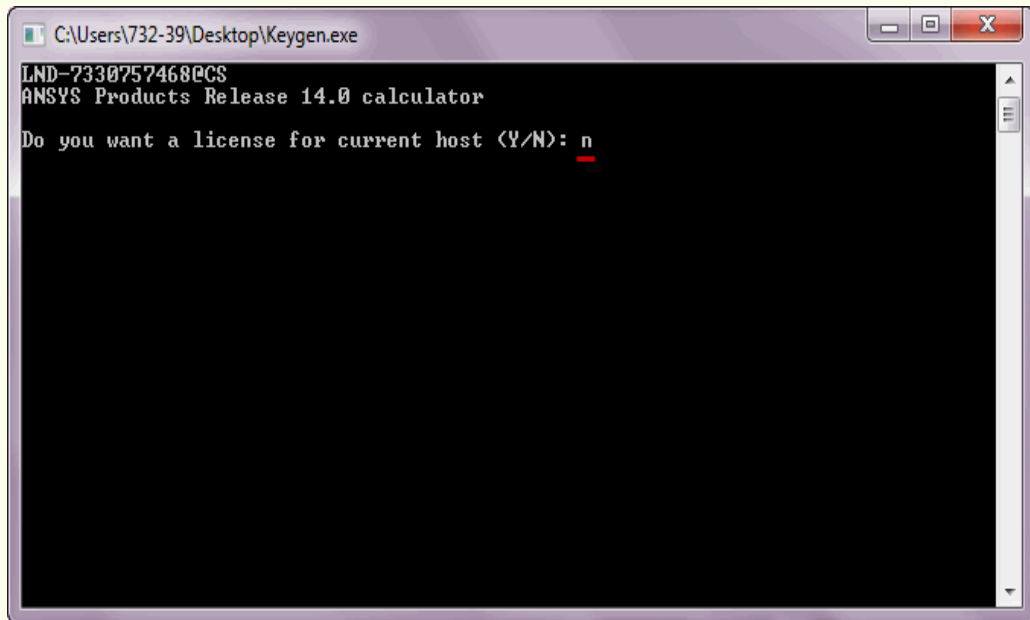 C:\Users\732-39\Desktop\Keygen.exe
LND-7330757468@CS
ANSYS Products Release 14.0 calculator
Do you want a license for current host (Y/N): n